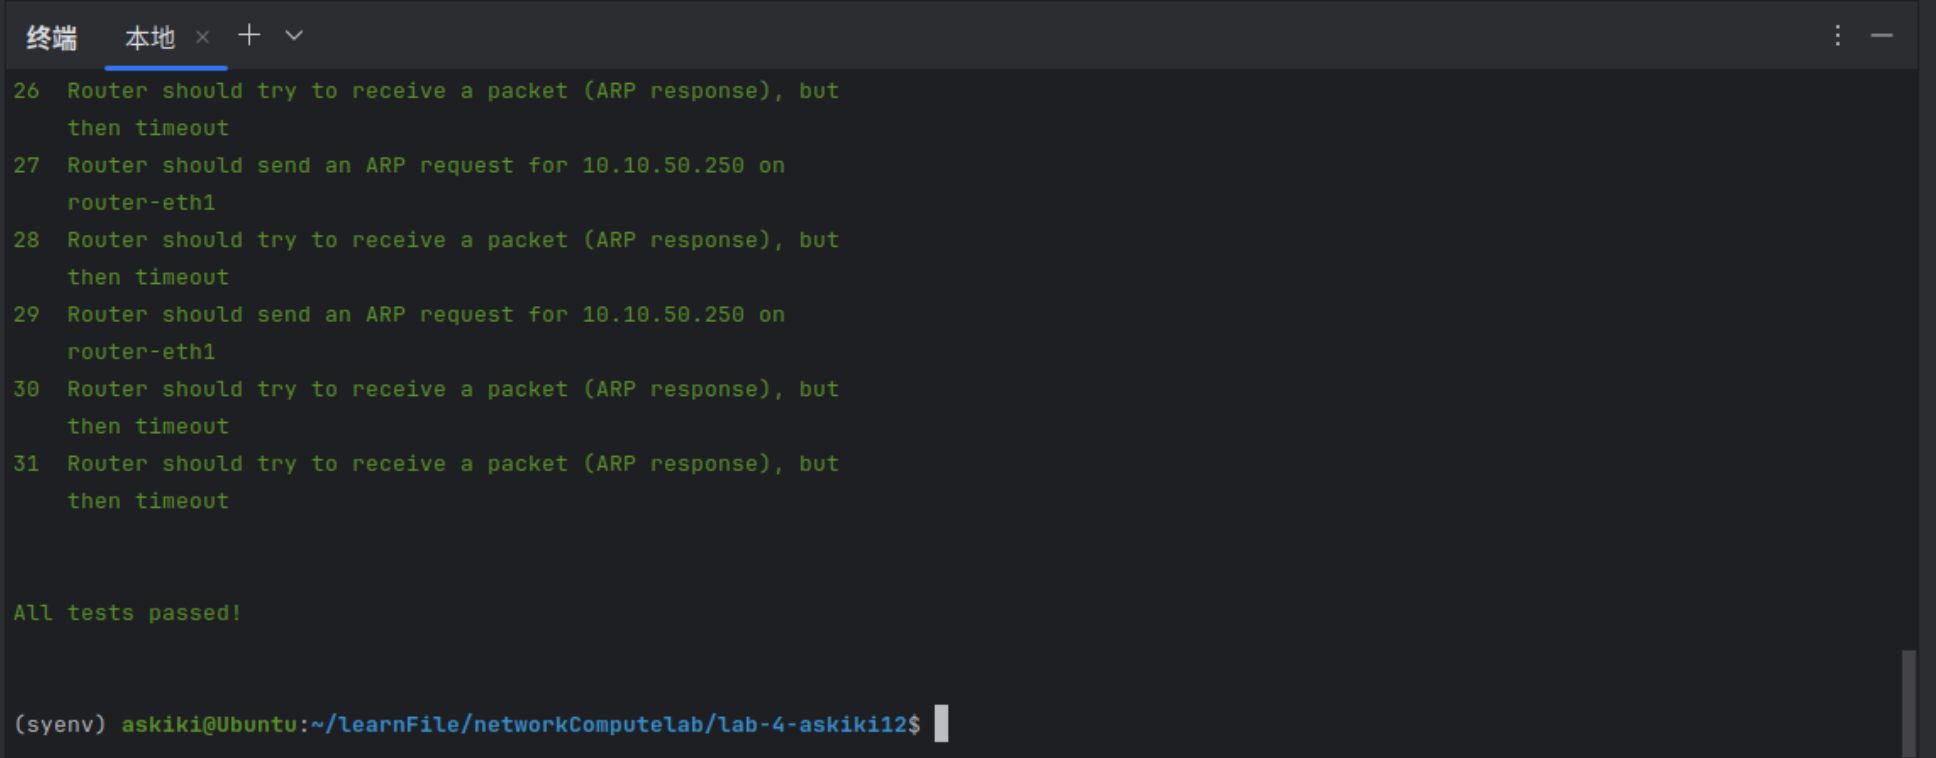 终端 本地 × +
26 Router should try to receive a packet (ARP response), but
then timeout
27 Router should send an ARP request for 10.10.50.250 on
router-eth1
28 Router should try to receive a packet (ARP response), but
then timeout
29 Router should send an ARP request for 10.10.50.250 on
router-eth1
30 Router should try to receive a packet (ARP response), but
then timeout
31 Router should try to receive a packet (ARP response), but
then timeout
All tests passed!
(syenv) askiki@Ubuntu:~/learnFile/networkComputelab/lab-4-askiki12$